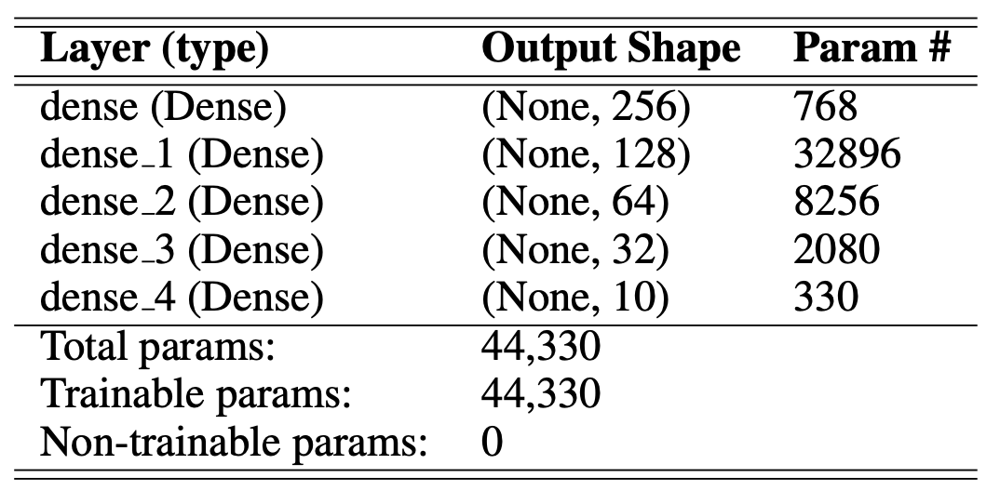 Layer (type) Output Shape Param #
dense (Dense) (None, 256) 768
dense_1 (Dense) (None, 128) 32896
dense_2 (Dense) (None, 64) 8256
dense_3 (Dense) (None, 32) 2080
dense_4 (Dense) (None, 10) 330
Total params: 44,330
Trainable params: 44,330
Non-trainable params: 0